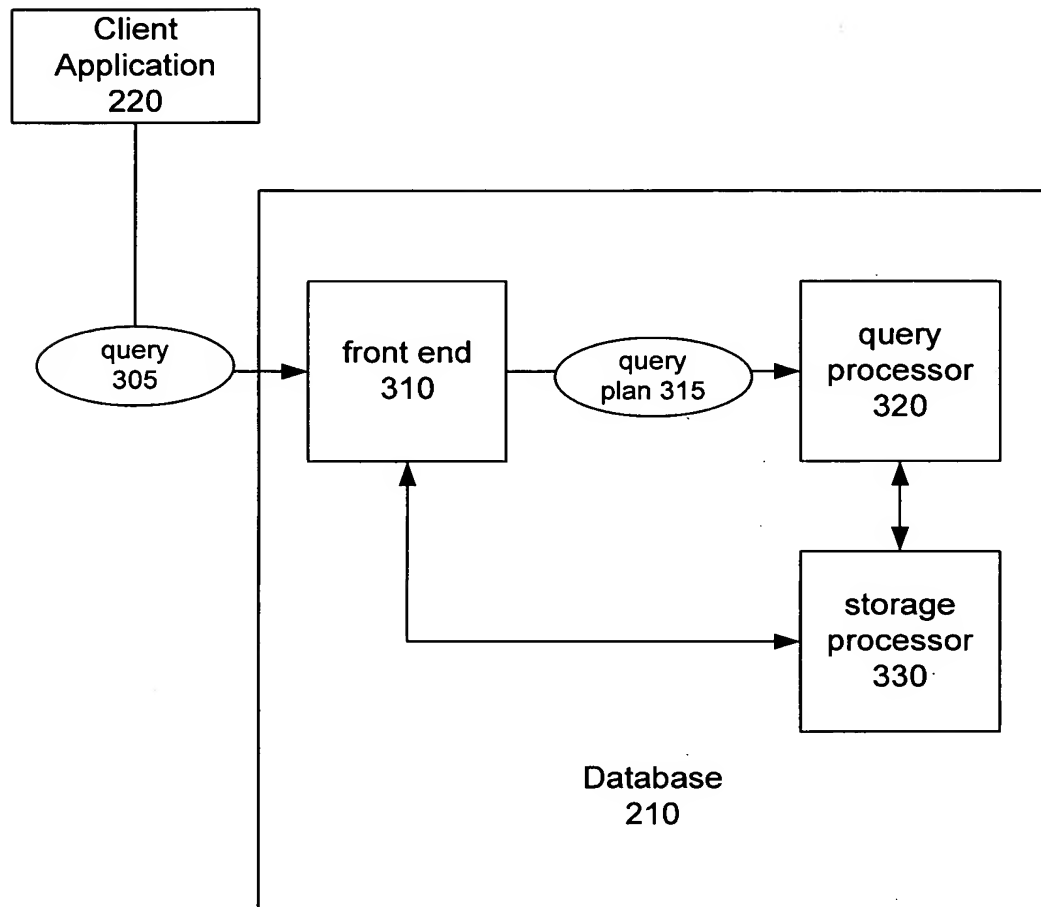 Client
Application
220
query
305
front end
310
query
plan 315
query
processor
320
storage
processor
330
Database
210